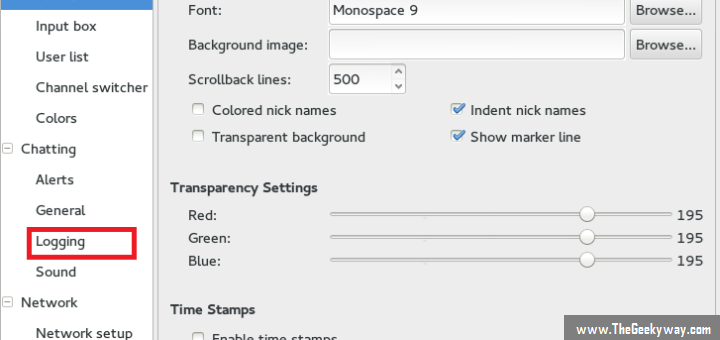 Input box
User list
Channel switcher
Colors
Chatting
Alerts
General
Logging
Sound
Network
Network setup
Font: Monospace 9 Browse...
Background image: Browse...
Scrollback lines: 500
Colored nick names Indent nick names
Transparent background Show marker line
Transparency Settings
Red: 195
Green: 195
Blue: 195
Time Stamps
Enable time stamps
www.TheGeekyway.com